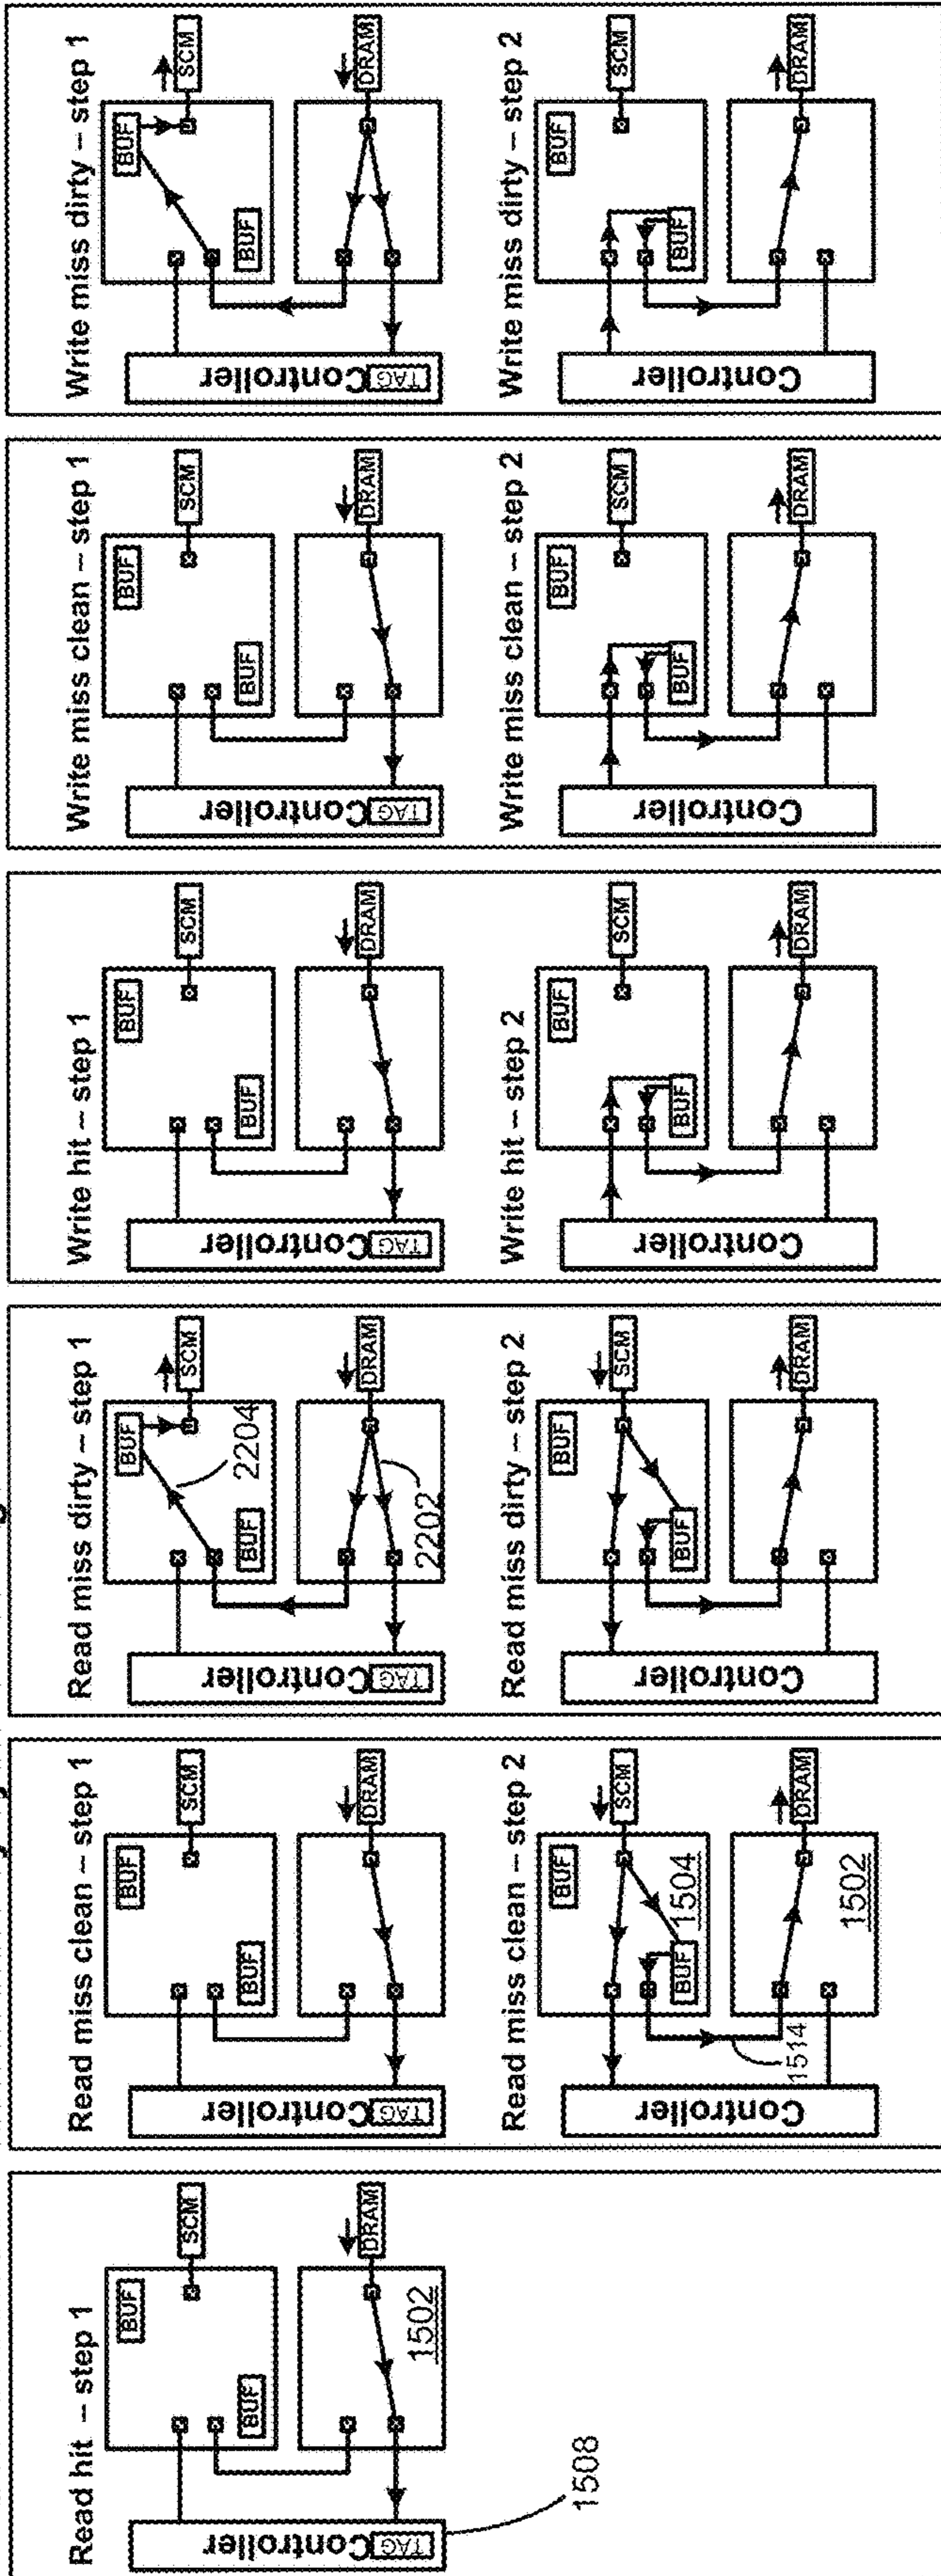 Read hit – step 1
BUF
SCM
BUF
Controller
TAG
DRAM
1502
1508
Read miss clean – step 1
BUF
SCM
BUF
Controller
TAG
DRAM
Read miss clean – step 2
BUF
SCM
1504
BUF
Controller
1514
DRAM
1502
Read miss dirty – step 1
BUF
SCM
2204
BUF
Controller
TAG
DRAM
2202
Read miss dirty – step 2
BUF
SCM
BUF
Controller
DRAM
Write hit – step 1
BUF
SCM
BUF
Controller
TAG
DRAM
Write hit – step 2
BUF
SCM
BUF
Controller
DRAM
Write miss clean – step 1
BUF
SCM
BUF
Controller
TAG
DRAM
Write miss clean – step 2
BUF
SCM
BUF
Controller
DRAM
Write miss dirty – step 1
BUF
SCM
BUF
Controller
TAG
DRAM
Write miss dirty – step 2
BUF
SCM
BUF
Controller
DRAM